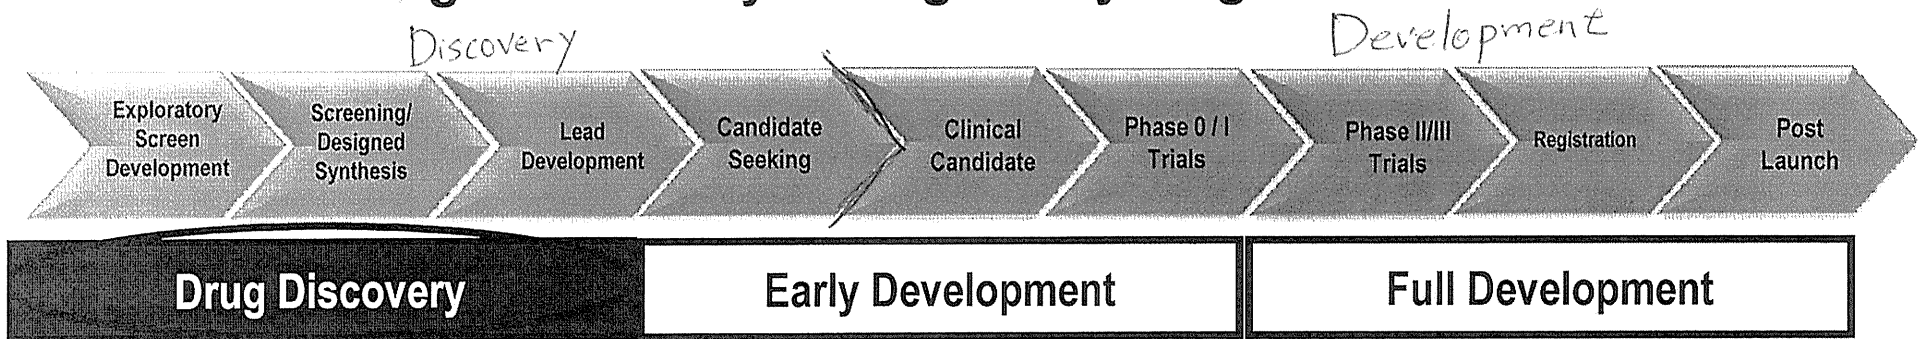 Discovery
Development
Exploratory
Screen
Development
Screening/
Designed
Synthesis
Lead
Development
Candidate
Seeking
Clinical
Candidate
Phase 0 / I
Trials
Phase II/III
Trials
Registration
Post
Launch
Drug Discovery
Early Development
Full Development